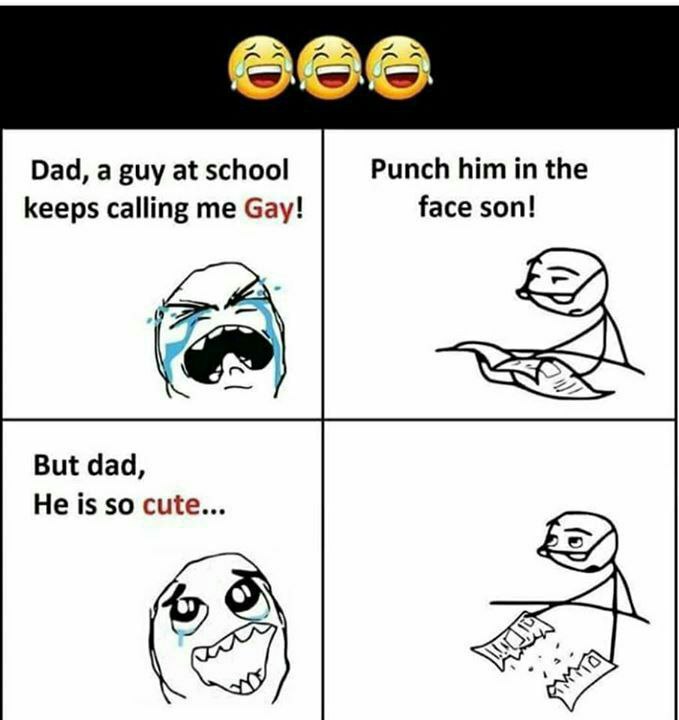 Dad, a guy at school
keeps calling me Gay!
Punch him in the
face son!
But dad,
He is so cute...